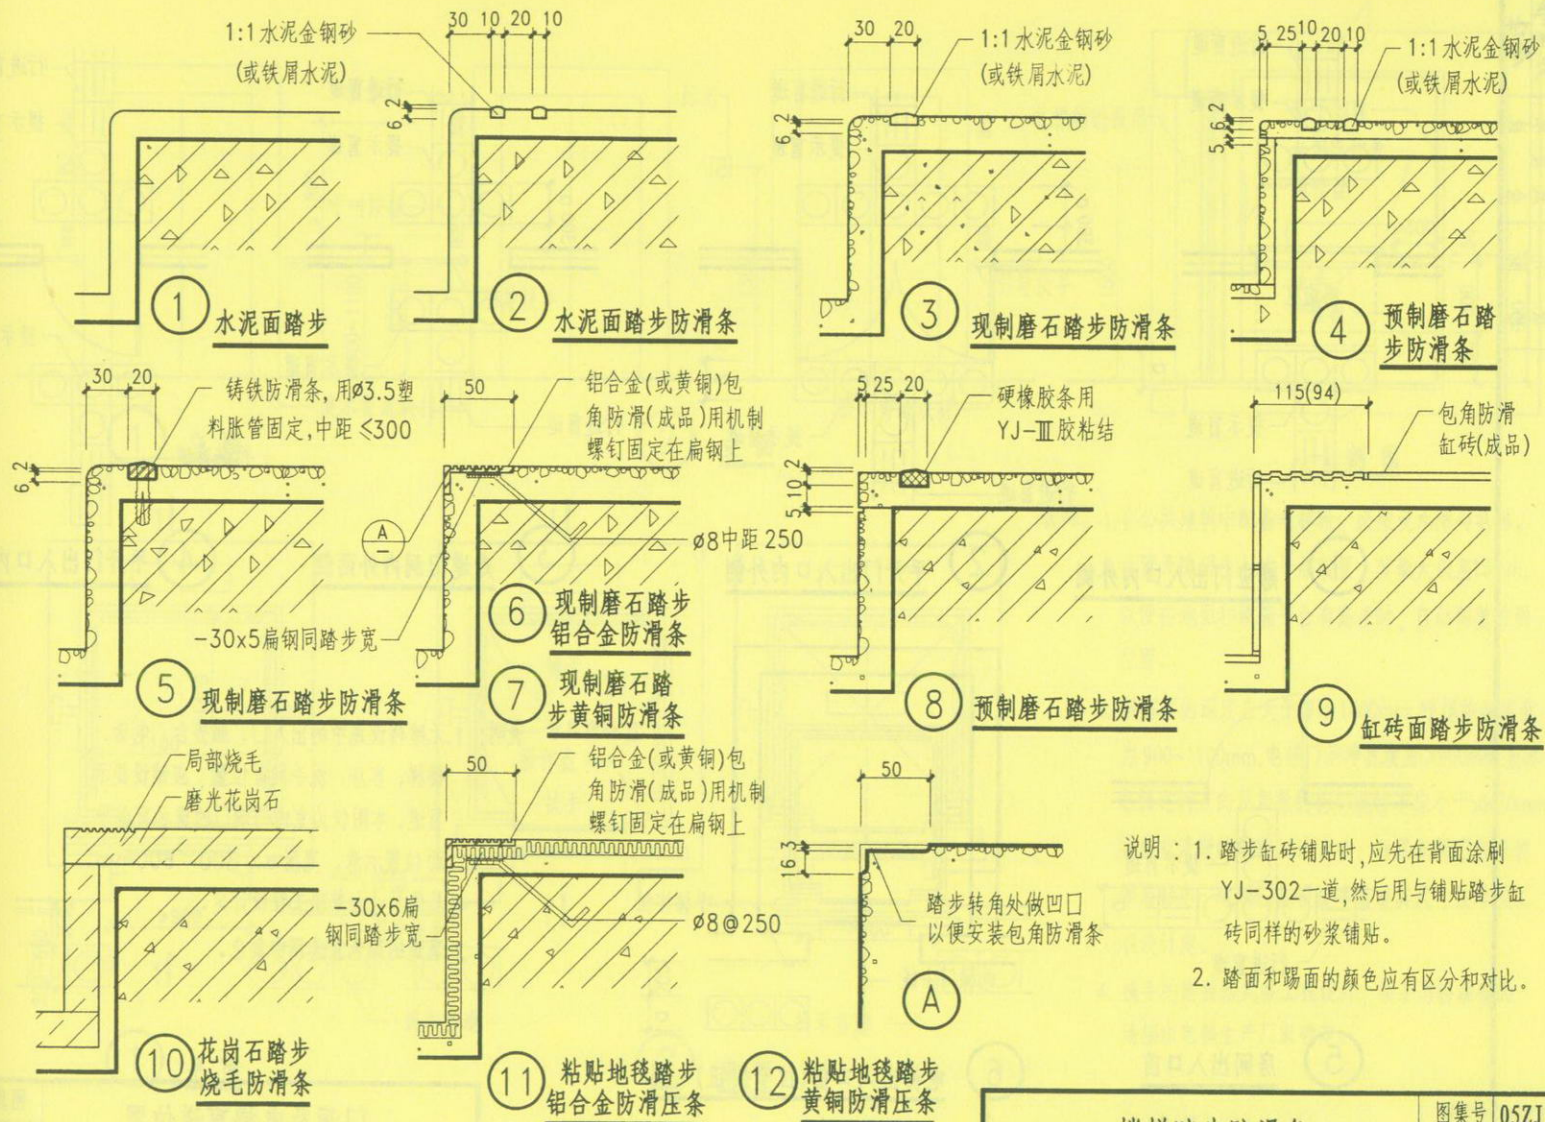 1:1水泥金钢砂
(或铁屑水泥)
30 10 20 10
6 2
30 20
1:1水泥金钢砂
(或铁屑水泥)
6 2
5 25 10 20 10
1:1水泥金钢砂
(或铁屑水泥)
5 6 2
① 水泥面踏步
② 水泥面踏步防滑条
③ 现制磨石踏步防滑条
④ 预制磨石踏
步防滑条
30 20
铸铁防滑条,用ø3.5塑
料胀管固定,中距≤300
6 2
50
铝合金(或黄铜)包
角防滑(成品)用机制
螺钉固定在扁钢上
A
–
ø8中距250
-30x5扁钢同踏步宽
5 25 20
硬橡胶条用
YJ-Ⅲ胶粘结
5 10 2
115(94)
包角防滑
缸砖(成品)
⑤ 现制磨石踏步防滑条
⑥ 现制磨石踏步
铝合金防滑条
⑦ 现制磨石踏
步黄铜防滑条
⑧ 预制磨石踏步防滑条
⑨ 缸砖面踏步防滑条
局部烧毛
磨光花岗石
50
铝合金(或黄铜)包
角防滑(成品)用机制
螺钉固定在扁钢上
-30x6扁
钢同踏步宽
ø8@250
50
16 3
踏步转角处做凹口
以便安装包角防滑条
A
说明：1. 踏步缸砖铺贴时,应先在背面涂刷
YJ-302一道,然后用与铺贴踏步缸
砖同样的砂浆铺贴。
2. 踏面和踢面的颜色应有区分和对比。
⑩ 花岗石踏步
烧毛防滑条
⑪ 粘贴地毯踏步
铝合金防滑压条
⑫ 粘贴地毯踏步
黄铜防滑压条
图集号 05ZJ